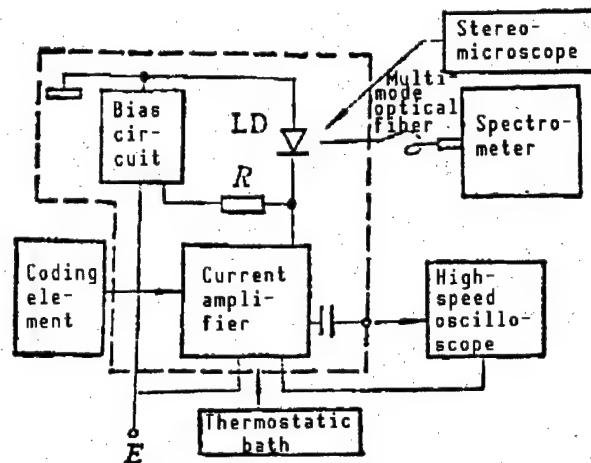 Stereo-
microscope
Multi-
mode
optical
fiber
Spectro-
meter
Bias
cir-
cuit
LD
R
Coding
ele-
ment
Current
ampli-
fier
High-
speed
oscillo-
scope
Thermostatic
bath
E